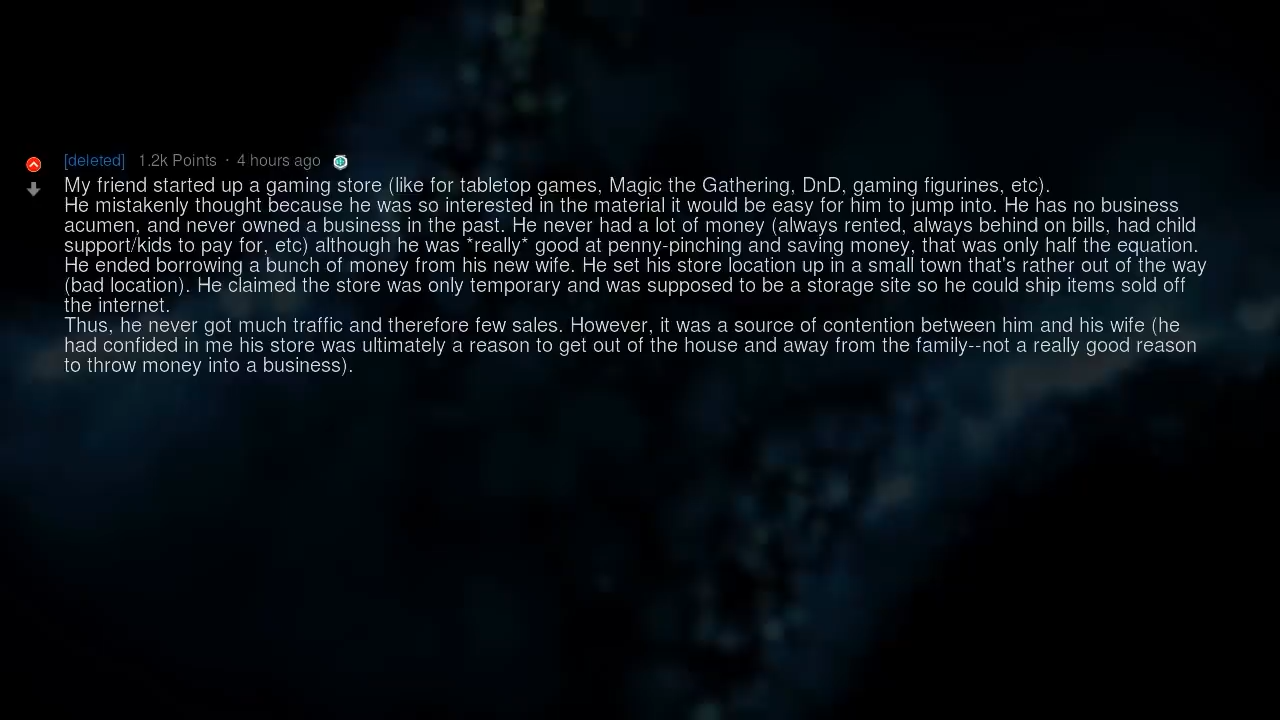 [deleted] 1.2k Points · 4 hours ago
My friend started up a gaming store (like for tabletop games, Magic the Gathering, DnD, gaming figurines, etc).
He mistakenly thought because he was so interested in the material it would be easy for him to jump into. He has no business
acumen, and never owned a business in the past. He never had a lot of money (always rented, always behind on bills, had child
support/kids to pay for, etc) although he was *really* good at penny-pinching and saving money, that was only half the equation.
He ended borrowing a bunch of money from his new wife. He set his store location up in a small town that's rather out of the way
(bad location). He claimed the store was only temporary and was supposed to be a storage site so he could ship items sold off
the internet.
Thus, he never got much traffic and therefore few sales. However, it was a source of contention between him and his wife (he
had confided in me his store was ultimately a reason to get out of the house and away from the family--not a really good reason
to throw money into a business).